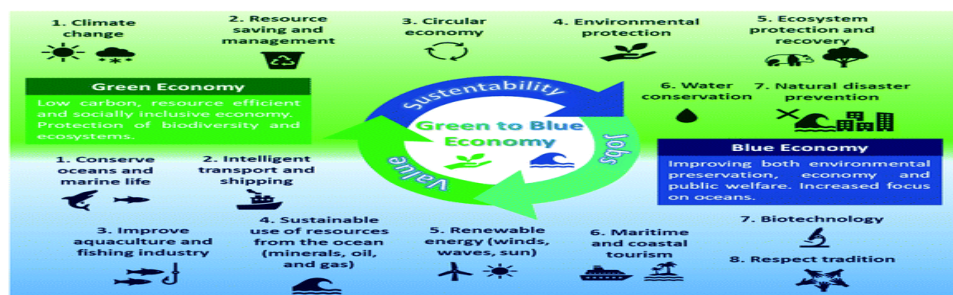 1. Climate
change
2. Resource
saving and
management
3. Circular
economy
4. Environmental
protection
5. Ecosystem
protection and
recovery
Green Economy
Low carbon, resource efficient
and socially inclusive economy.
Protection of biodiversity and
ecosystems.
Sustentability
Jobs
Value
Green to Blue
Economy
6. Water
conservation
7. Natural disaster
prevention
Blue Economy
Improving both environmental
preservation, economy and
public welfare. Increased focus
on oceans.
1. Conserve
oceans and
marine life
2. Intelligent
transport and
shipping
3. Improve
aquaculture and
fishing industry
4. Sustainable
use of resources
from the ocean
(minerals, oil,
and gas)
5. Renewable
energy (winds,
waves, sun)
6. Maritime
and coastal
tourism
7. Biotechnology
8. Respect tradition